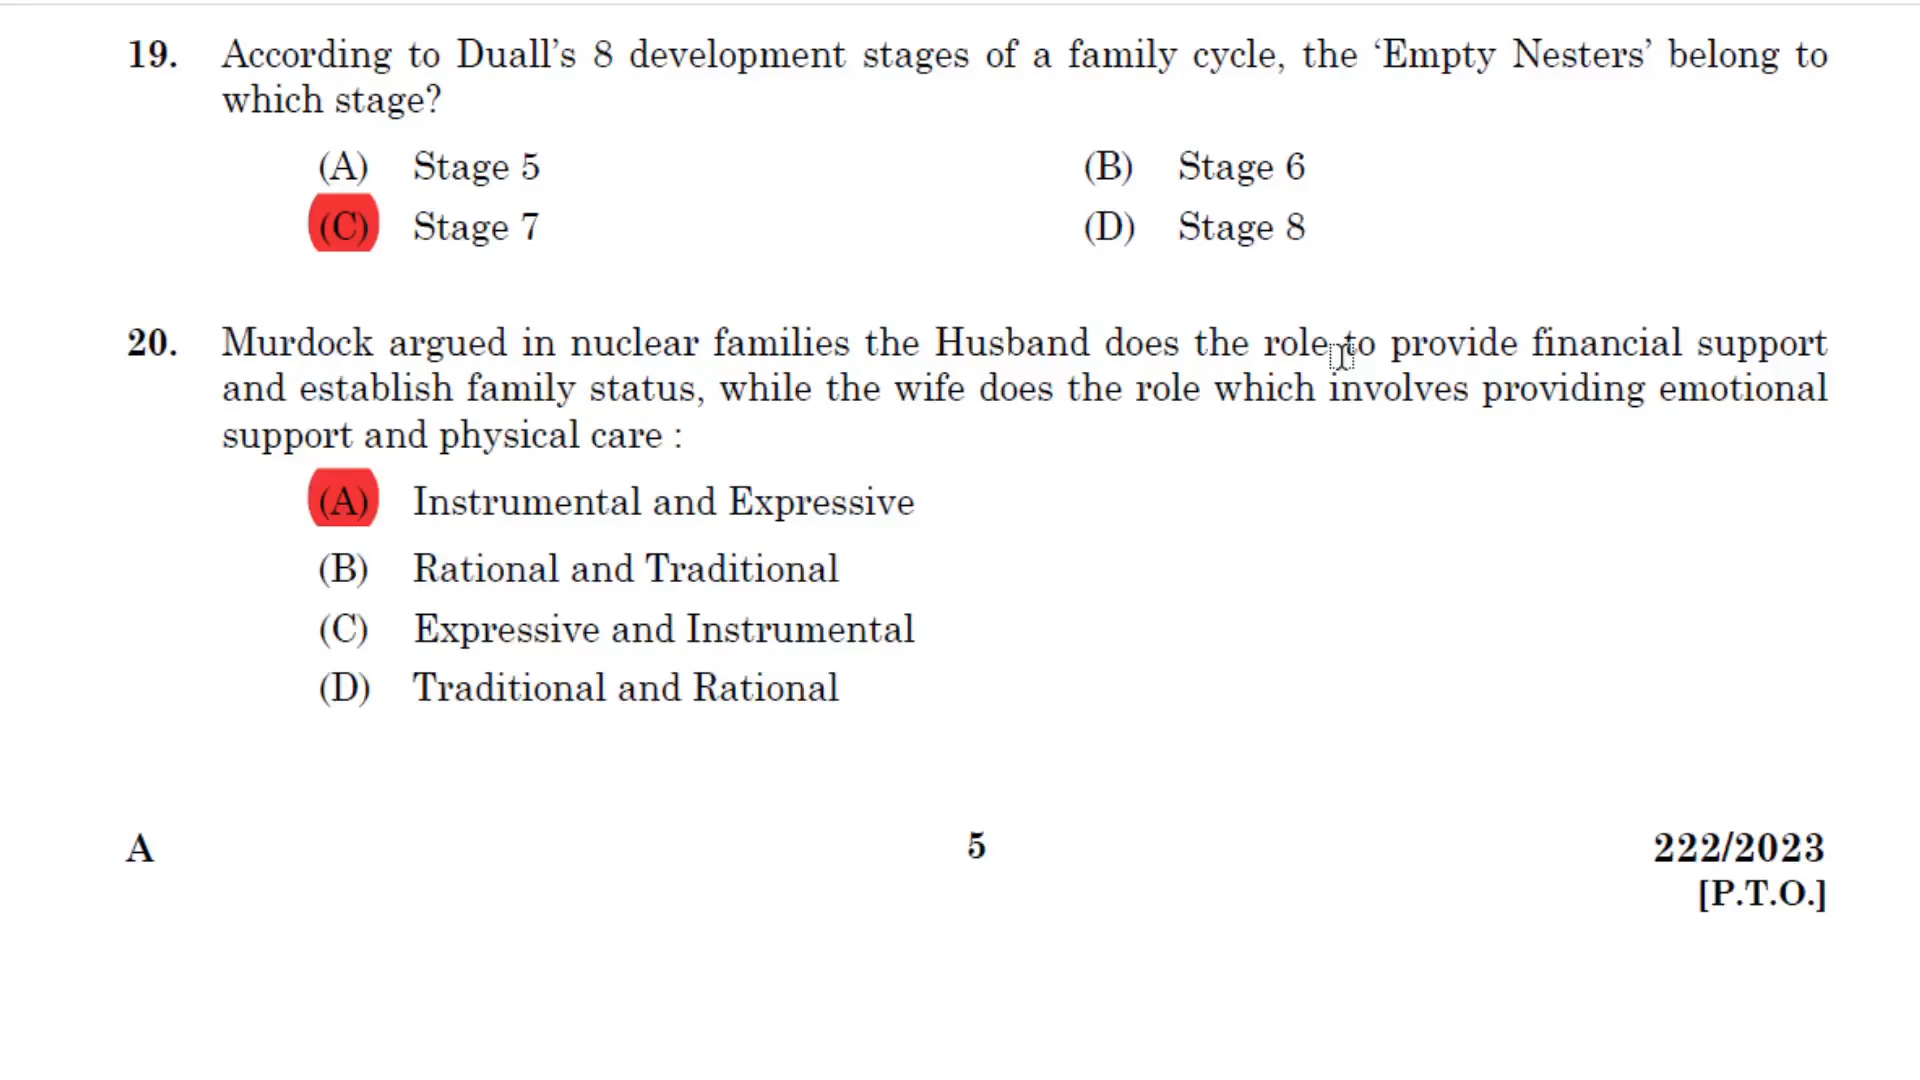 19. According to Duall's 8 development stages of a family cycle, the 'Empty Nesters' belong to
which stage?
(A) Stage 5 (B) Stage 6
(C) Stage 7 (D) Stage 8
20. Murdock argued in nuclear families the Husband does the role to provide financial support
and establish family status, while the wife does the role which involves providing emotional
support and physical care :
(A) Instrumental and Expressive
(B) Rational and Traditional
(C) Expressive and Instrumental
(D) Traditional and Rational
A 5 222/2023
[P.T.O.]